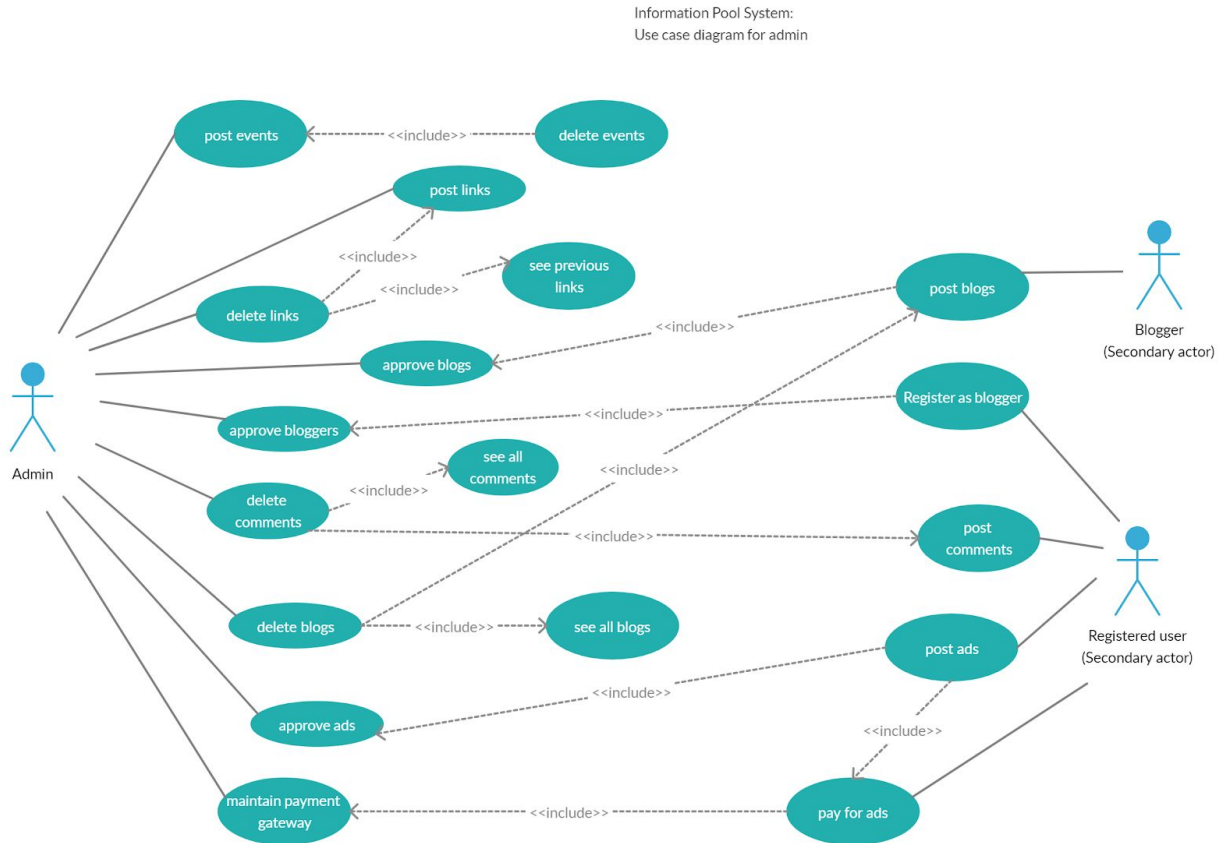 Information Pool System:
Use case diagram for admin
post events
<<include>>
delete events
post links
<<include>>
see previous
links
<<include>>
delete links
post blogs
Blogger
(Secondary actor)
<<include>>
approve blogs
Register as blogger
<<include>>
approve bloggers
Admin
see all
comments
<<include>>
<<include>>
delete
comments
post
comments
<<include>>
delete blogs
<<include>>
see all blogs
Registered user
(Secondary actor)
post ads
<<include>>
approve ads
<<include>>
maintain payment
gateway
<<include>>
pay for ads